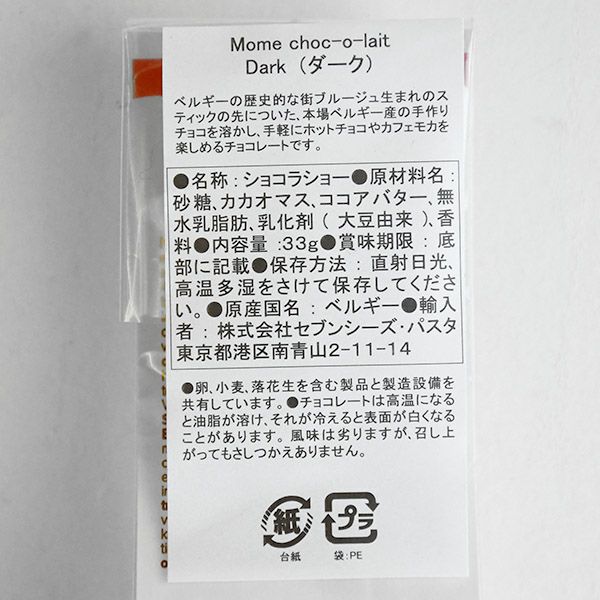 Mome choc-o-lait
Dark（ダーク）
ベルギーの歴史的な街ブルージュ生まれのス
ティックの先についた、本場ベルギー産の手作り
チョコを溶かし、手軽にホットチョコやカフェモカを
楽しめるチョコレートです。
●名称：ショコラショー●原材料名：
砂糖、カカオマス、ココアバター、無
水乳脂肪、乳化剤（大豆由来）、香
料●内容量：33g●賞味期限：底
部に記載●保存方法：直射日光、
高温多湿をさけて保存してくださ
い。●原産国名：ベルギー●輸入
者：株式会社セブンシーズ・パスタ
東京都港区南青山2-11-14
●卵、小麦、落花生を含む製品と製造設備を
共有しています。●チョコレートは高温になる
と油脂が溶け、それが冷えると表面が白くなる
ことがあります。風味は劣りますが、召し上
がってもさしつかえありません。
紙
プラ
台紙
袋：PE